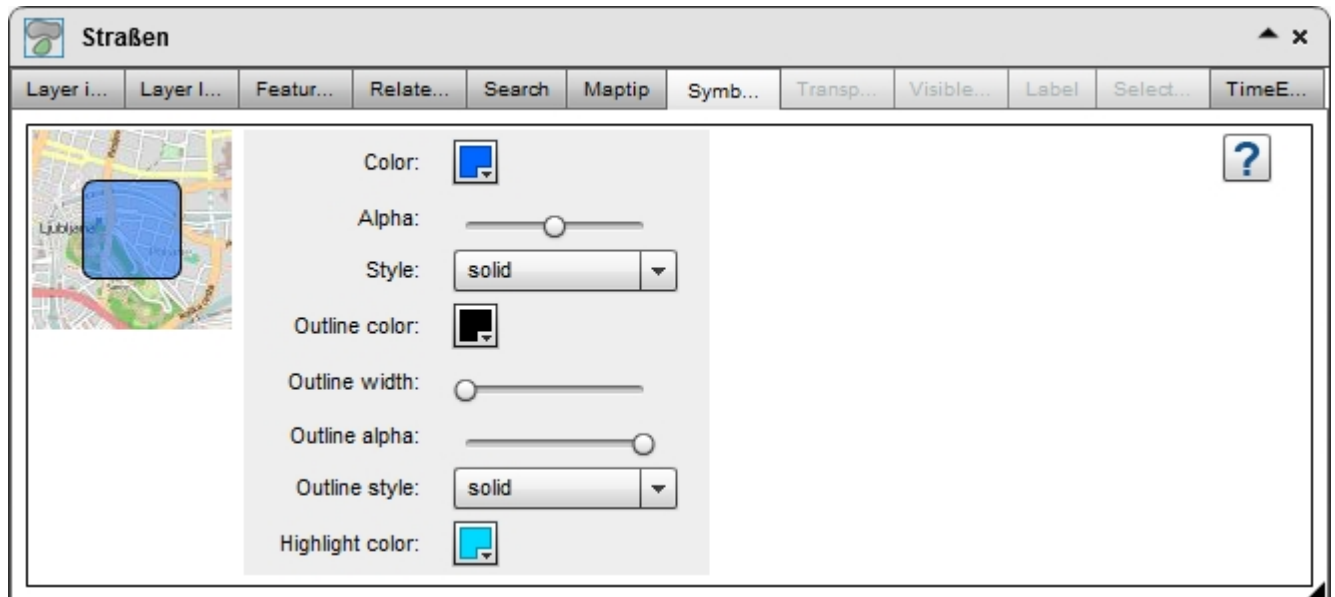 Straßen
Layer i... Layer l... Featur... Relate... Search Maptip Symb... Transp... Visible... Label Select... TimeE...
Ljubljana
Color:
?
Alpha:
Style: solid
Outline color:
Outline width:
Outline alpha:
Outline style: solid
Highlight color: